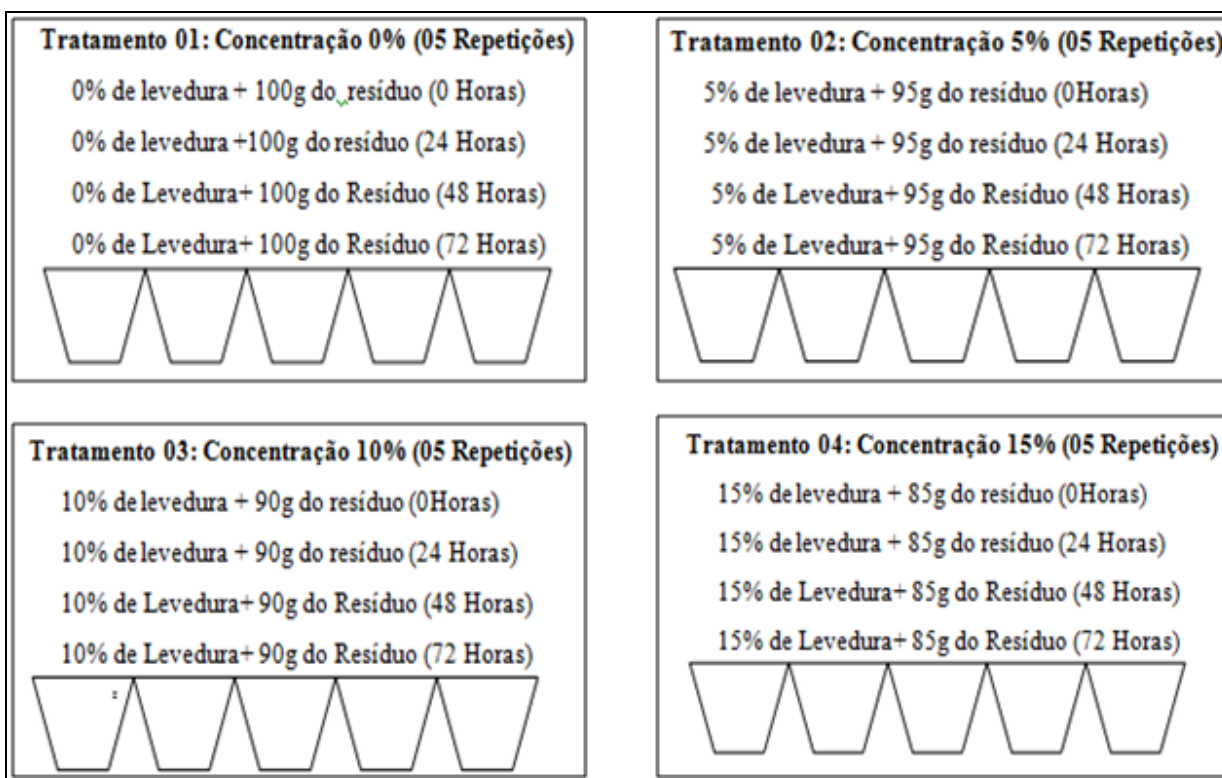 Tratamento 01: Concentração 0% (05 Repetições)
0% de levedura + 100g do resíduo (0 Horas)
0% de levedura +100g do resíduo (24 Horas)
0% de Levedura+ 100g do Resíduo (48 Horas)
0% de Levedura+ 100g do Resíduo (72 Horas)
Tratamento 02: Concentração 5% (05 Repetições)
5% de levedura + 95g do resíduo (0Horas)
5% de levedura + 95g do resíduo (24 Horas)
5% de Levedura+ 95g do Resíduo (48 Horas)
5% de Levedura+ 95g do Resíduo (72 Horas)
Tratamento 03: Concentração 10% (05 Repetições)
10% de levedura + 90g do resíduo (0Horas)
10% de levedura + 90g do resíduo (24 Horas)
10% de Levedura+ 90g do Resíduo (48 Horas)
10% de Levedura+ 90g do Resíduo (72 Horas)
Tratamento 04: Concentração 15% (05 Repetições)
15% de levedura + 85g do resíduo (0Horas)
15% de levedura + 85g do resíduo (24 Horas)
15% de Levedura+ 85g do Resíduo (48 Horas)
15% de Levedura+ 85g do Resíduo (72 Horas)